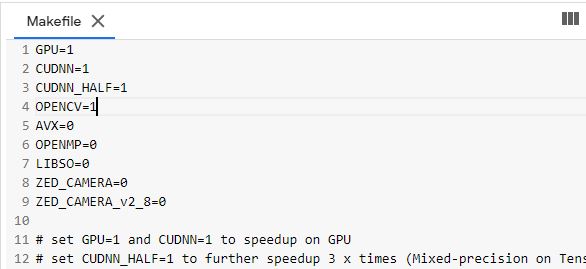 Makefile
1 GPU=1
2 CUDNN=1
3 CUDNN_HALF=1
4 OPENCV=1
5 AVX=0
6 OPENMP=0
7 LIBSO=0
8 ZED_CAMERA=0
9 ZED_CAMERA_v2_8=0
10
11 # set GPU=1 and CUDNN=1 to speedup on GPU
12 # set CUDNN_HALF=1 to further speedup 3 x times (Mixed-precision on Tens